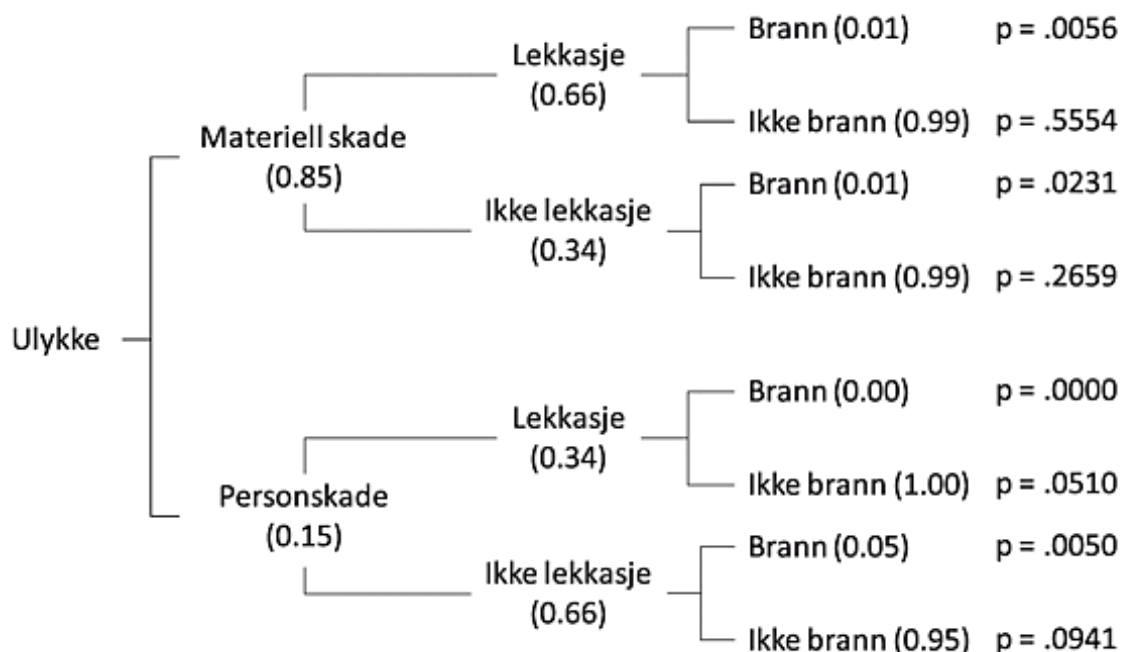 Brann (0.01) p = .0056
Lekkasje
(0.66)
Ikke brann (0.99) p = .5554
Materiell skade
(0.85)
Brann (0.01) p = .0231
Ikke lekkasje
(0.34)
Ikke brann (0.99) p = .2659
Ulykke
Brann (0.00) p = .0000
Lekkasje
(0.34)
Ikke brann (1.00) p = .0510
Personskade
(0.15)
Brann (0.05) p = .0050
Ikke lekkasje
(0.66)
Ikke brann (0.95) p = .0941